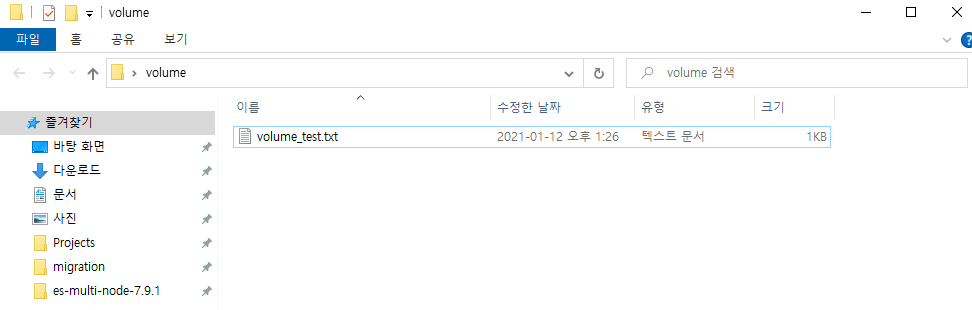 volume
파일 홈 공유 보기
volume volume 검색
이름 수정한 날짜 유형 크기
즐겨찾기
volume_test.txt 2021-01-12 오후 1:26 텍스트 문서 1KB
바탕 화면
다운로드
문서
사진
Projects
migration
es-multi-node-7.9.1